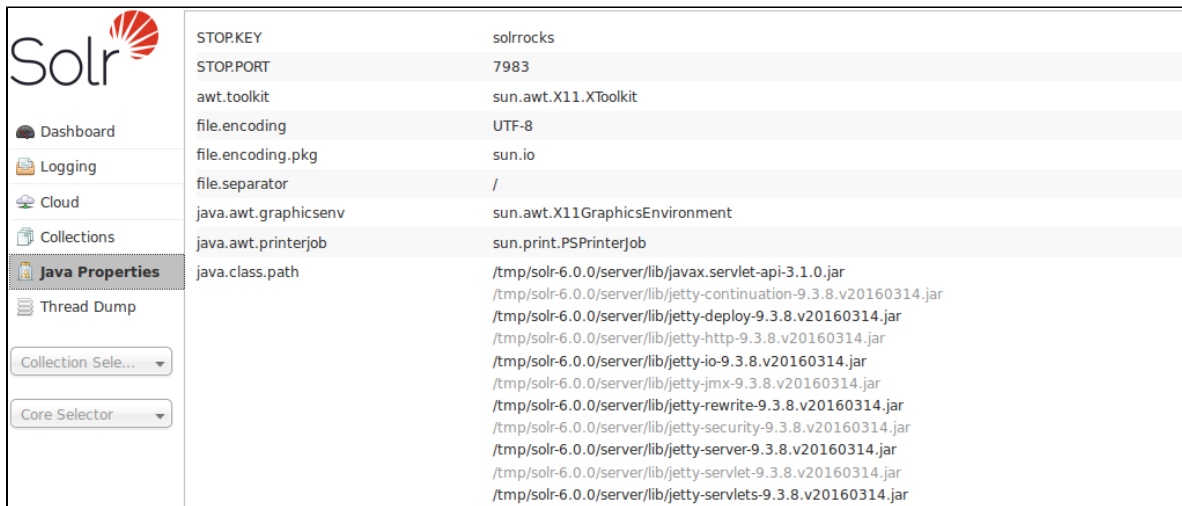 Solr
Dashboard
Logging
Cloud
Collections
Java Properties
Thread Dump
Collection Sele...
Core Selector
STOP.KEY solrrocks
STOP.PORT 7983
awt.toolkit sun.awt.X11.XToolkit
file.encoding UTF-8
file.encoding.pkg sun.io
file.separator /
java.awt.graphicsenv sun.awt.X11GraphicsEnvironment
java.awt.printerjob sun.print.PSPrinterJob
java.class.path /tmp/solr-6.0.0/server/lib/javax.servlet-api-3.1.0.jar
/tmp/solr-6.0.0/server/lib/jetty-continuation-9.3.8.v20160314.jar
/tmp/solr-6.0.0/server/lib/jetty-deploy-9.3.8.v20160314.jar
/tmp/solr-6.0.0/server/lib/jetty-http-9.3.8.v20160314.jar
/tmp/solr-6.0.0/server/lib/jetty-io-9.3.8.v20160314.jar
/tmp/solr-6.0.0/server/lib/jetty-jmx-9.3.8.v20160314.jar
/tmp/solr-6.0.0/server/lib/jetty-rewrite-9.3.8.v20160314.jar
/tmp/solr-6.0.0/server/lib/jetty-security-9.3.8.v20160314.jar
/tmp/solr-6.0.0/server/lib/jetty-server-9.3.8.v20160314.jar
/tmp/solr-6.0.0/server/lib/jetty-servlet-9.3.8.v20160314.jar
/tmp/solr-6.0.0/server/lib/jetty-servlets-9.3.8.v20160314.jar